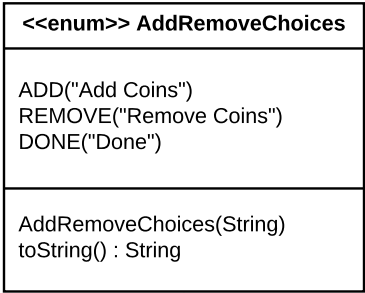 <<enum>> AddRemoveChoices
ADD("Add Coins")
REMOVE("Remove Coins")
DONE("Done")
AddRemoveChoices(String)
toString() : String